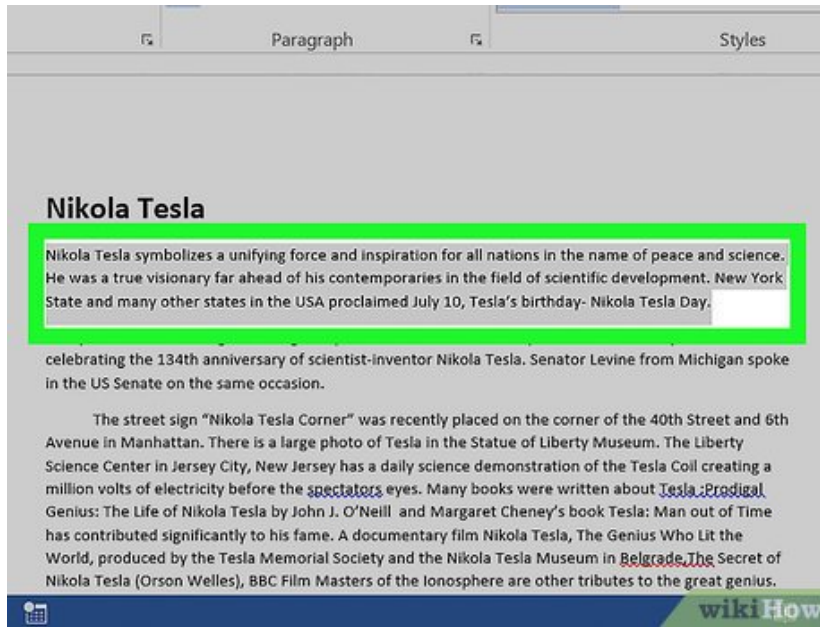 Paragraph
Styles
Nikola Tesla
Nikola Tesla symbolizes a unifying force and inspiration for all nations in the name of peace and science.
He was a true visionary far ahead of his contemporaries in the field of scientific development. New York
State and many other states in the USA proclaimed July 10, Tesla's birthday- Nikola Tesla Day.
celebrating the 134th anniversary of scientist-inventor Nikola Tesla. Senator Levine from Michigan spoke
in the US Senate on the same occasion.
The street sign “Nikola Tesla Corner” was recently placed on the corner of the 40th Street and 6th
Avenue in Manhattan. There is a large photo of Tesla in the Statue of Liberty Museum. The Liberty
Science Center in Jersey City, New Jersey has a daily science demonstration of the Tesla Coil creating a
million volts of electricity before the spectators eyes. Many books were written about Tesla :Prodigal
Genius: The Life of Nikola Tesla by John J. O'Neill  and Margaret Cheney's book Tesla: Man out of Time
has contributed significantly to his fame. A documentary film Nikola Tesla, The Genius Who Lit the
World, produced by the Tesla Memorial Society and the Nikola Tesla Museum in Belgrade,The Secret of
Nikola Tesla (Orson Welles), BBC Film Masters of the Ionosphere are other tributes to the great genius.
wikiHow